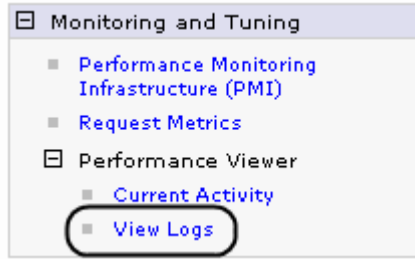 Monitoring and Tuning
Performance Monitoring
Infrastructure (PMI)
Request Metrics
Performance Viewer
Current Activity
View Logs